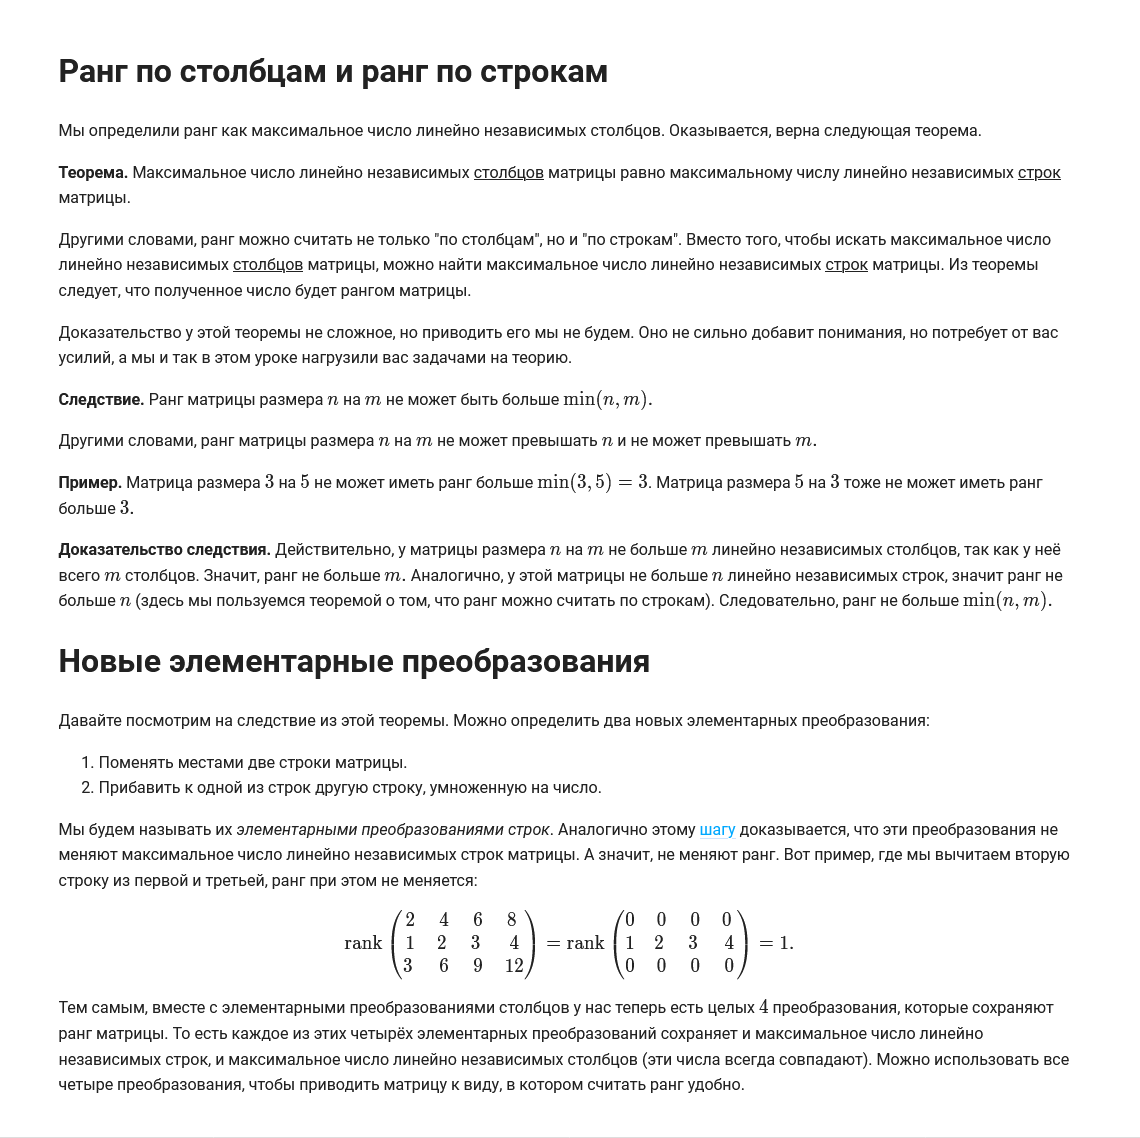 Ранг по столбцам и ранг по строкам
Мы определили ранг как максимальное число линейно независимых столбцов. Оказывается, верна следующая теорема.
Теорема. Максимальное число линейно независимых столбцов матрицы равно максимальному числу линейно независимых строк
матрицы.
Другими словами, ранг можно считать не только "по столбцам", но и "по строкам". Вместо того, чтобы искать максимальное число
линейно независимых столбцов матрицы, можно найти максимальное число линейно независимых строк матрицы. Из теоремы
следует, что полученное число будет рангом матрицы.
Доказательство у этой теоремы не сложное, но приводить его мы не будем. Оно не сильно добавит понимания, но потребует от вас
усилий, а мы и так в этом уроке нагрузили вас задачами на теорию.
Следствие. Ранг матрицы размера n на m не может быть больше min(n, m).
Другими словами, ранг матрицы размера n на m не может превышать n и не может превышать m.
Пример. Матрица размера 3 на 5 не может иметь ранг больше min(3, 5) = 3. Матрица размера 5 на 3 тоже не может иметь ранг
больше 3.
Доказательство следствия. Действительно, у матрицы размера n на m не больше m линейно независимых столбцов, так как у неё
всего m столбцов. Значит, ранг не больше m. Аналогично, у этой матрицы не больше n линейно независимых строк, значит ранг не
больше n (здесь мы пользуемся теоремой о том, что ранг можно считать по строкам). Следовательно, ранг не больше min(n, m).
Новые элементарные преобразования
Давайте посмотрим на следствие из этой теоремы. Можно определить два новых элементарных преобразования:
1. Поменять местами две строки матрицы.
2. Прибавить к одной из строк другую строку, умноженную на число.
Мы будем называть их элементарными преобразованиями строк. Аналогично этому шагу доказывается, что эти преобразования не
меняют максимальное число линейно независимых строк матрицы. А значит, не меняют ранг. Вот пример, где мы вычитаем вторую
строку из первой и третьей, ранг при этом не меняется:
2 4 6 8 0 0 0 0
rank ( 1 2 3 4 ) = rank ( 1 2 3 4 ) = 1.
3 6 9 12 0 0 0 0
Тем самым, вместе с элементарными преобразованиями столбцов у нас теперь есть целых 4 преобразования, которые сохраняют
ранг матрицы. То есть каждое из этих четырёх элементарных преобразований сохраняет и максимальное число линейно
независимых строк, и максимальное число линейно независимых столбцов (эти числа всегда совпадают). Можно использовать все
четыре преобразования, чтобы приводить матрицу к виду, в котором считать ранг удобно.